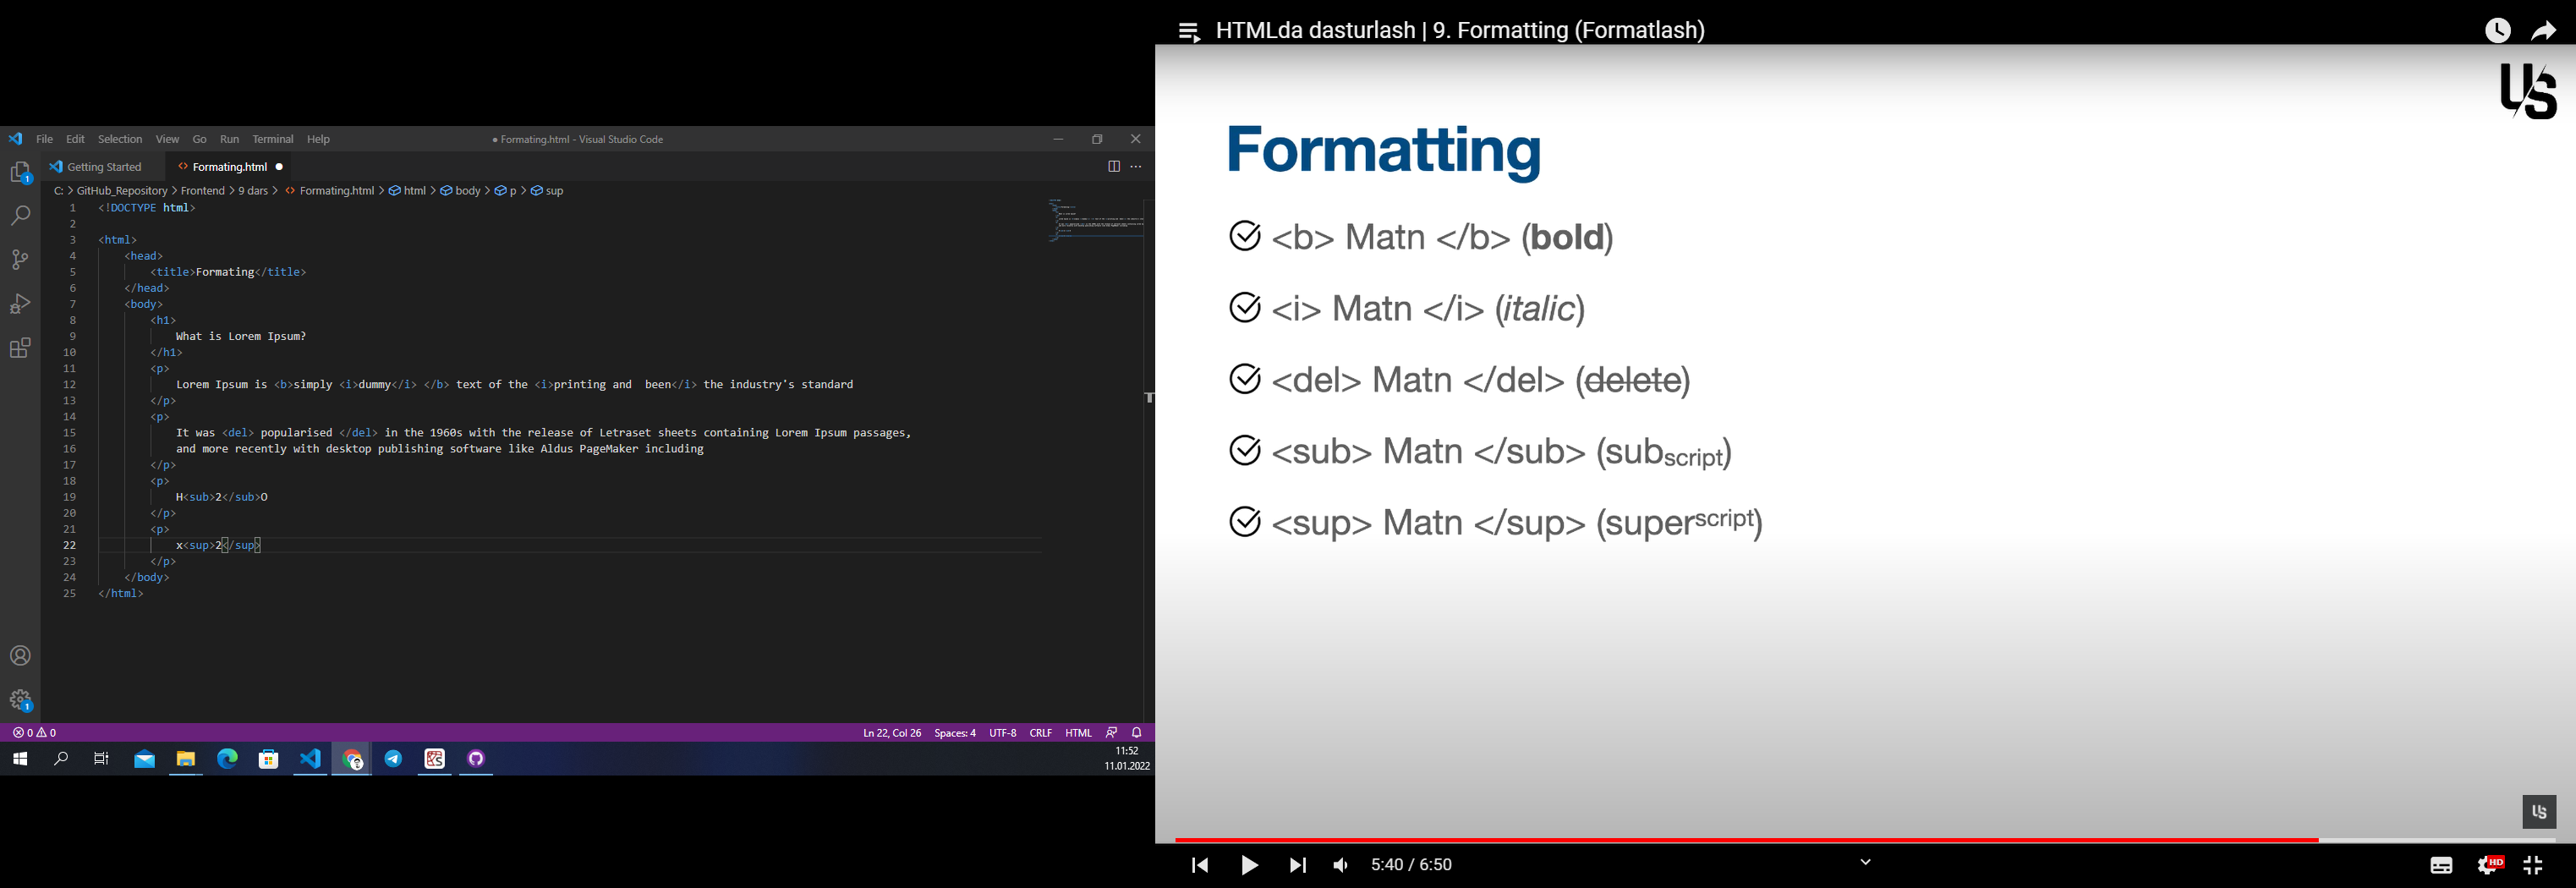 File Edit Selection View Go Run Terminal Help
● Formating.html - Visual Studio Code
Getting Started
Formating.html ●
C: > GitHub_Repository > Frontend > 9 dars > Formating.html > html > body > p > sup
1 <!DOCTYPE html>
2
3 <html>
4 <head>
5 <title>Formating</title>
6 </head>
7 <body>
8 <h1>
9 What is Lorem Ipsum?
10 </h1>
11 <p>
12 Lorem Ipsum is <b>simply <i>dummy</i> </b> text of the <i>printing and  been</i> the industry's standard
13 </p>
14 <p>
15 It was <del> popularised </del> in the 1960s with the release of Letraset sheets containing Lorem Ipsum passages,
16 and more recently with desktop publishing software like Aldus PageMaker including
17 </p>
18 <p>
19 H<sub>2</sub>O
20 </p>
21 <p>
22 x<sup>2</sup>
23 </p>
24 </body>
25 </html>
1
1
0 0
Ln 22, Col 26 Spaces: 4 UTF-8 CRLF HTML
11:52
11.01.2022
HTMLda dasturlash | 9. Formatting (Formatlash)
US
Formatting
<b> Matn </b> (bold)
<i> Matn </i> (italic)
<del> Matn </del> (delete)
<sub> Matn </sub> (subscript)
<sup> Matn </sup> (superscript)
US
5:40 / 6:50
HD